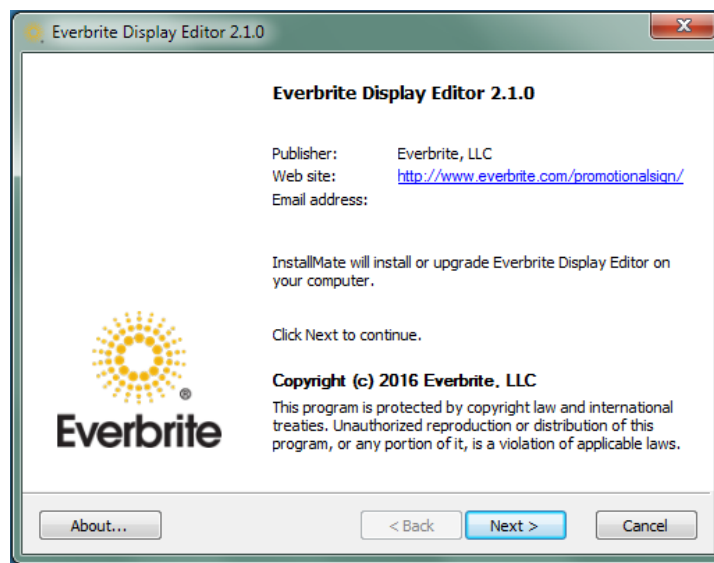 Everbrite Display Editor 2.1.0
Everbrite Display Editor 2.1.0
Publisher: Everbrite, LLC
Web site: http://www.everbrite.com/promotionalsign/
Email address:
InstallMate will install or upgrade Everbrite Display Editor on
your computer.
Click Next to continue.
Copyright (c) 2016 Everbrite, LLC
This program is protected by copyright law and international
treaties. Unauthorized reproduction or distribution of this
program, or any portion of it, is a violation of applicable laws.
®
Everbrite
About... < Back Next > Cancel